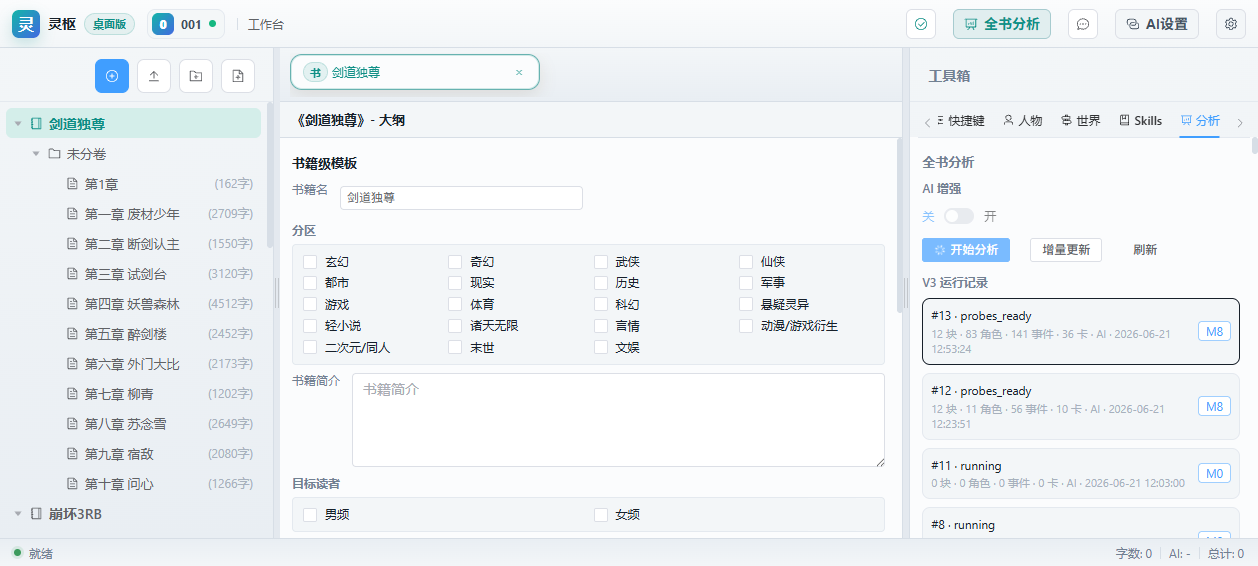 灵 灵枢 桌面版 0 001 工作台 全书分析 AI设置
剑道独尊
未分卷
第1章 (162字)
第一章 废材少年 (2709字)
第二章 断剑认主 (1550字)
第三章 试剑台 (3120字)
第四章 妖兽森林 (4512字)
第五章 醉剑楼 (2452字)
第六章 外门大比 (2173字)
第七章 柳青 (1202字)
第八章 苏念雪 (2649字)
第九章 宿敌 (2080字)
第十章 问心 (1266字)
崩坏3RB
书 剑道独尊 ×
《剑道独尊》- 大纲
书籍级模板
书籍名 剑道独尊
分区
玄幻 奇幻 武侠 仙侠
都市 现实 历史 军事
游戏 体育 科幻 悬疑灵异
轻小说 诸天无限 言情 动漫/游戏衍生
二次元/同人 末世 文娱
书籍简介 书籍简介
目标读者
男频 女频
工具箱
快捷键 人物 世界 Skills 分析
全书分析
AI 增强
关 开
开始分析 增量更新 刷新
V3 运行记录
#13 · probes_ready
12 块 · 83 角色 · 141 事件 · 36 卡 · AI · 2026-06-21
12:53:24
M8
#12 · probes_ready
12 块 · 11 角色 · 56 事件 · 10 卡 · AI · 2026-06-21
12:23:51
M8
#11 · running
0 块 · 0 角色 · 0 事件 · 0 卡 · AI · 2026-06-21 12:03:00
M0
#8 · running
就绪 字数: 0 AI: - 总计: 0